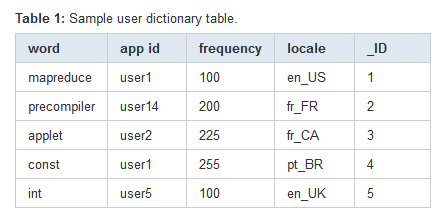 Table 1: Sample user dictionary table.
word app id frequency locale _ID
mapreduce user1 100 en_US 1
precompiler user14 200 fr_FR 2
applet user2 225 fr_CA 3
const user1 255 pt_BR 4
int user5 100 en_UK 5